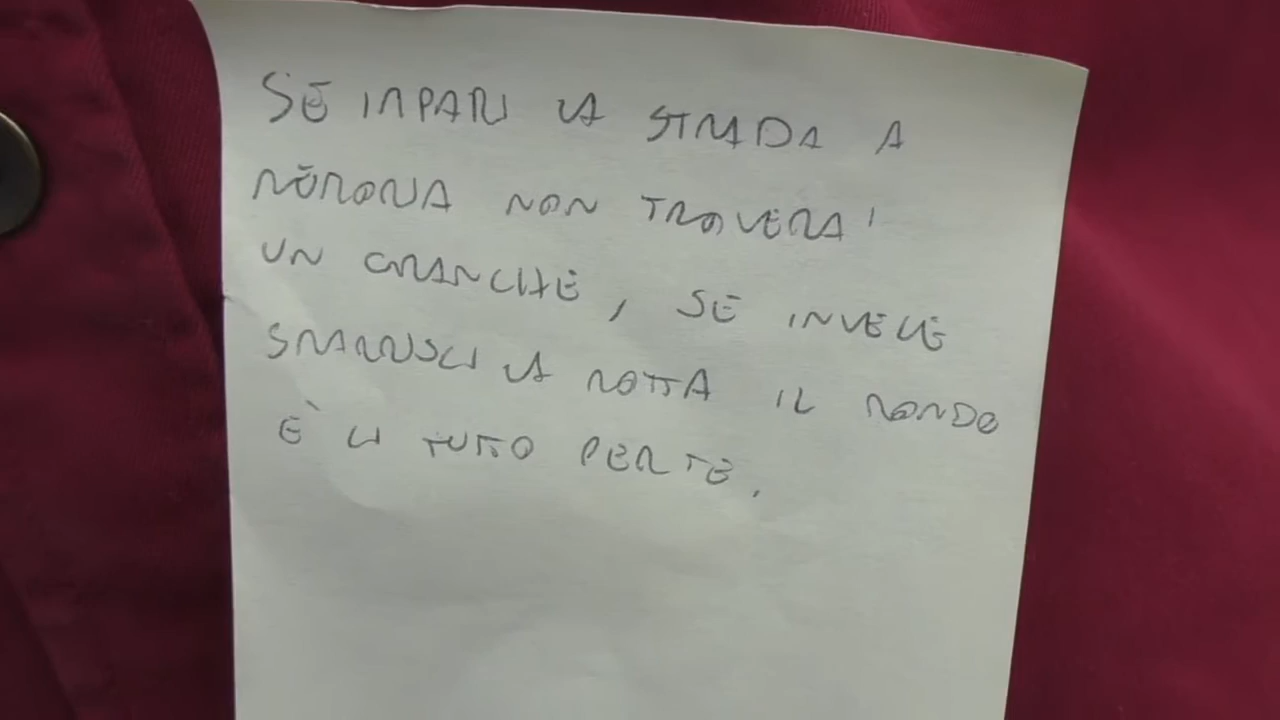 SE IMPARI LA STRADA A
MEMORIA NON TROVERA'
UN GRANCHE, SE INVECE
SMARRISCI LA ROTTA IL MONDO
È LI TUTTO PER TE.